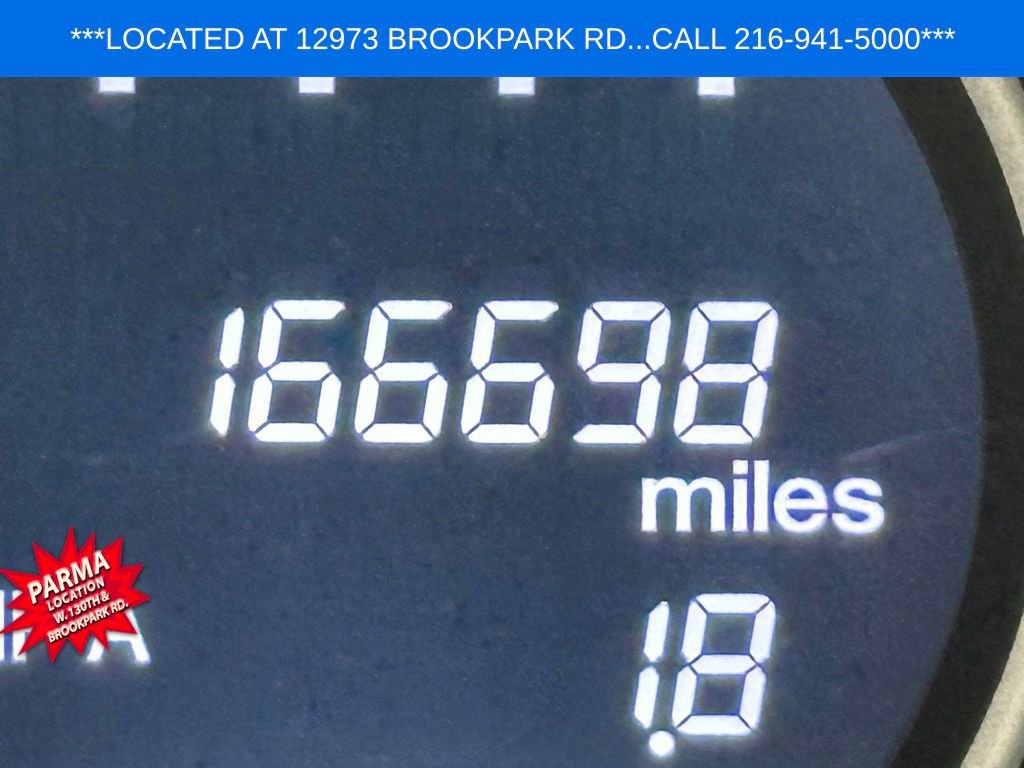 ***LOCATED AT 12973 BROOKPARK RD...CALL 216-941-5000***
166698
miles
PARMA
LOCATION
W. 130TH &
BROOKPARK RD.
1.8